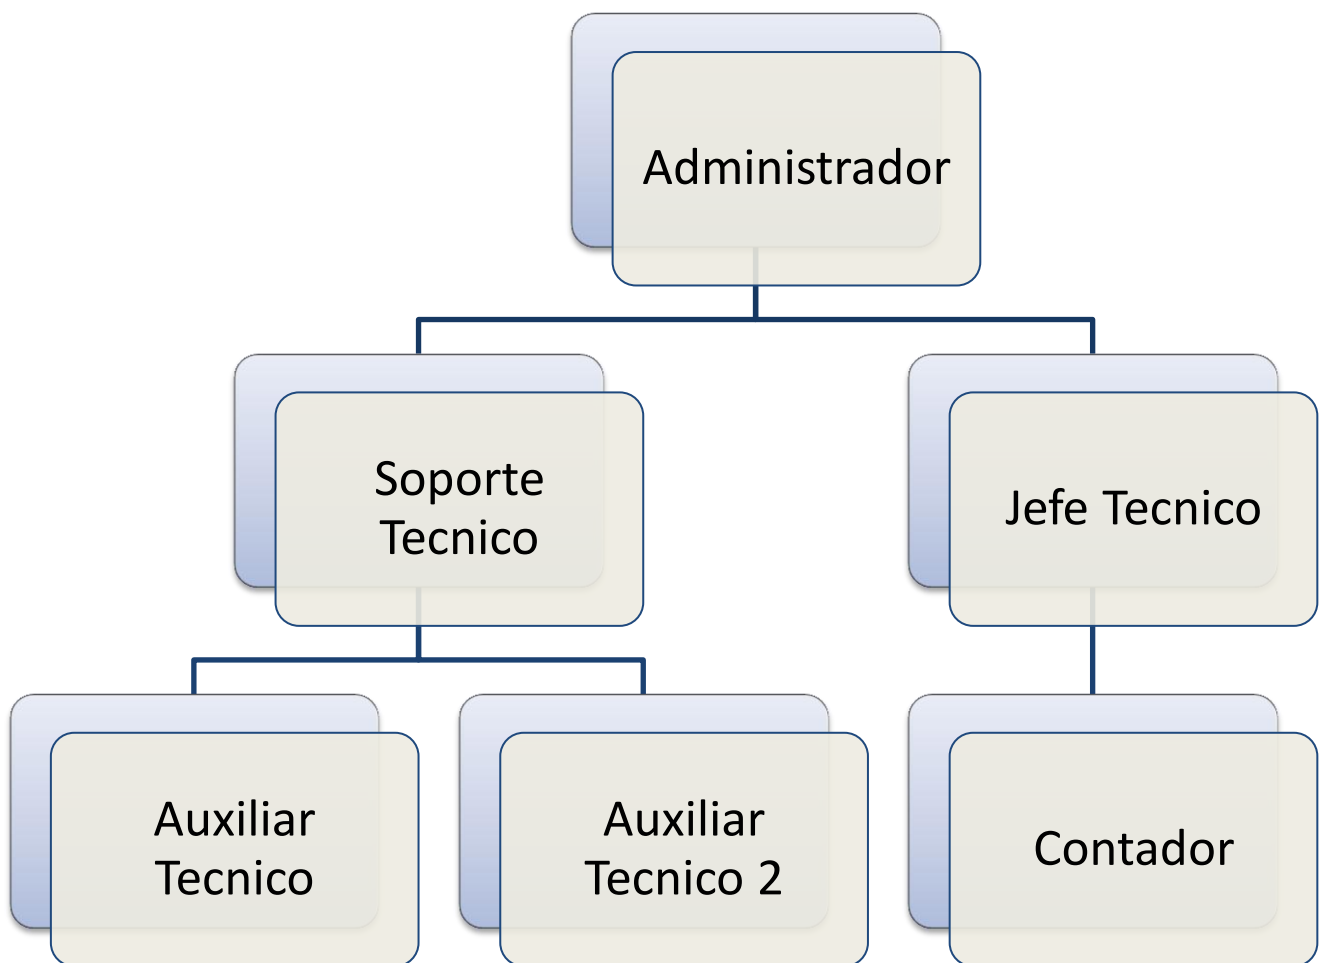 Administrador
Soporte
Tecnico
Jefe Tecnico
Auxiliar
Tecnico
Auxiliar
Tecnico 2
Contador